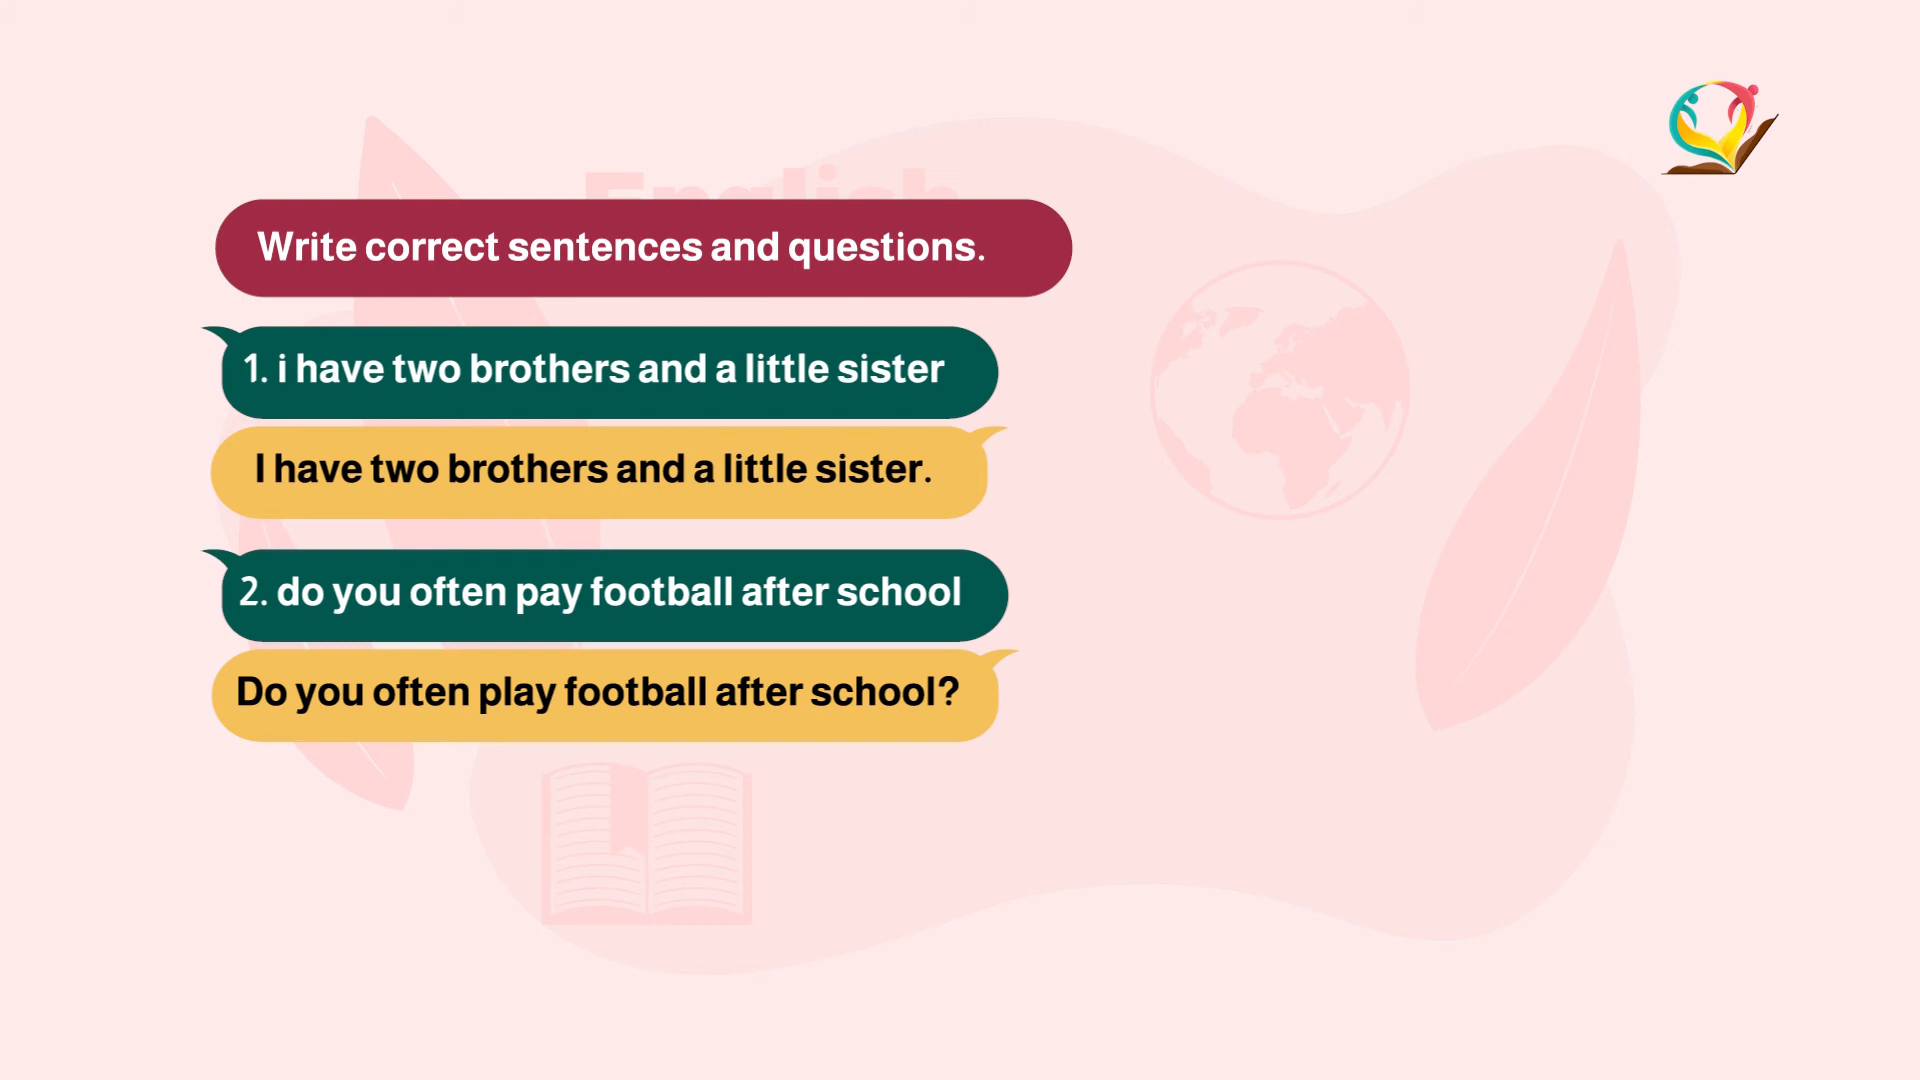 English
Write correct sentences and questions.
1. i have two brothers and a little sister
I have two brothers and a little sister.
2. do you often pay football after school
Do you often play football after school?